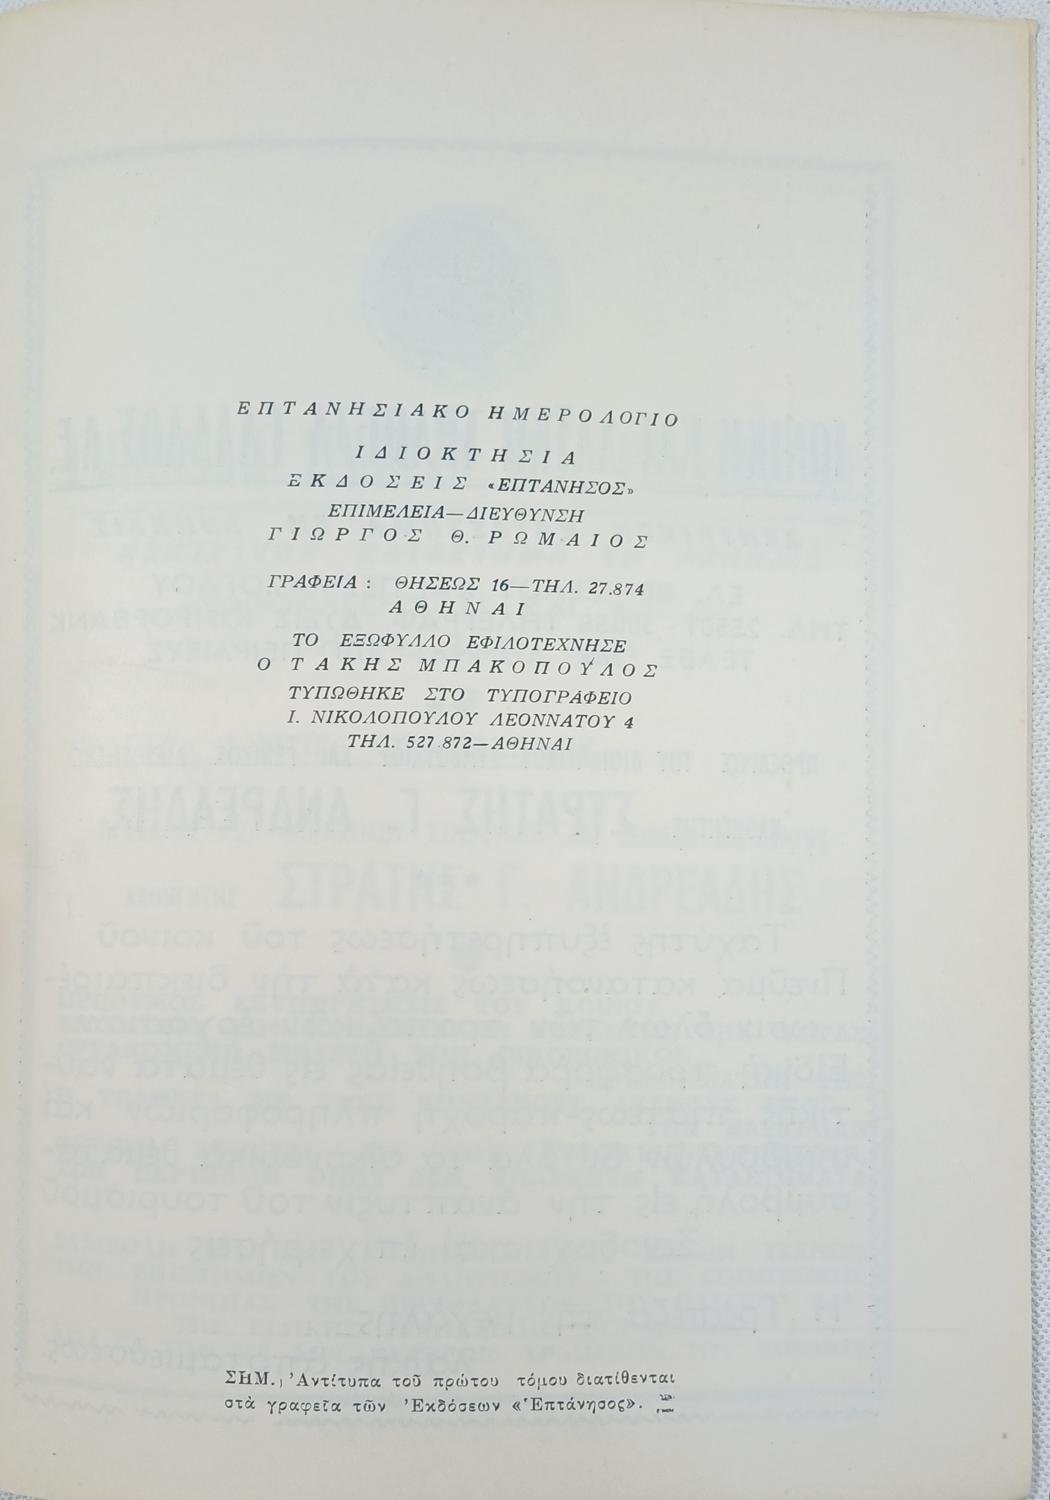 ΕΠΤΑΝΗΣΙΑΚΟ ΗΜΕΡΟΛΟΓΙΟ
ΙΔΙΟΚΤΗΣΙΑ
ΕΚΔΟΣΕΙΣ «ΕΠΤΑΝΗΣΟΣ»
ΕΠΙΜΕΛΕΙΑ—ΔΙΕΥΘΥΝΣΗ
ΓΙΩΡΓΟΣ Θ. ΡΩΜΑΙΟΣ
ΓΡΑΦΕΙΑ : ΘΗΣΕΩΣ 16—ΤΗΛ. 27.874
ΑΘΗΝΑΙ
ΤΟ ΕΞΩΦΥΛΛΟ ΕΦΙΛΟΤΕΧΝΗΣΕ
Ο ΤΑΚΗΣ ΜΠΑΚΟΠΟΥΛΟΣ
ΤΥΠΩΘΗΚΕ ΣΤΟ ΤΥΠΟΓΡΑΦΕΙΟ
Ι. ΝΙΚΟΛΟΠΟΥΛΟΥ ΛΕΟΝΝΑΤΟΥ 4
ΤΗΛ. 527.872—ΑΘΗΝΑΙ
ΣΗΜ. Ἀντίτυπα τοῦ πρώτου τόμου διατίθενται
στὰ γραφεῖα τῶν Ἐκδόσεων «Ἑπτάνησος».